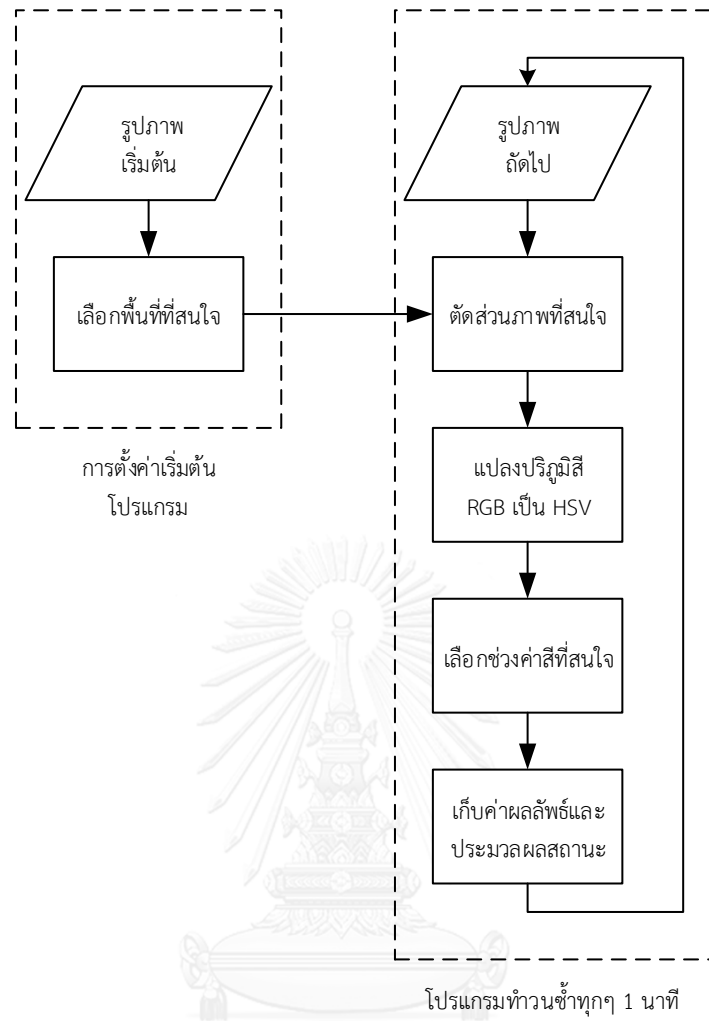 รูปภาพ
เริ่มต้น
เลือกพื้นที่ที่สนใจ
การตั้งค่าเริ่มต้น
โปรแกรม
รูปภาพ
ถัดไป
ตัดส่วนภาพที่สนใจ
แปลงปริภูมิสี
RGB เป็น HSV
เลือกช่วงค่าสีที่สนใจ
เก็บค่าผลลัพธ์และ
ประมวลผลสถานะ
โปรแกรมทำวนซ้ำทุกๆ 1 นาที